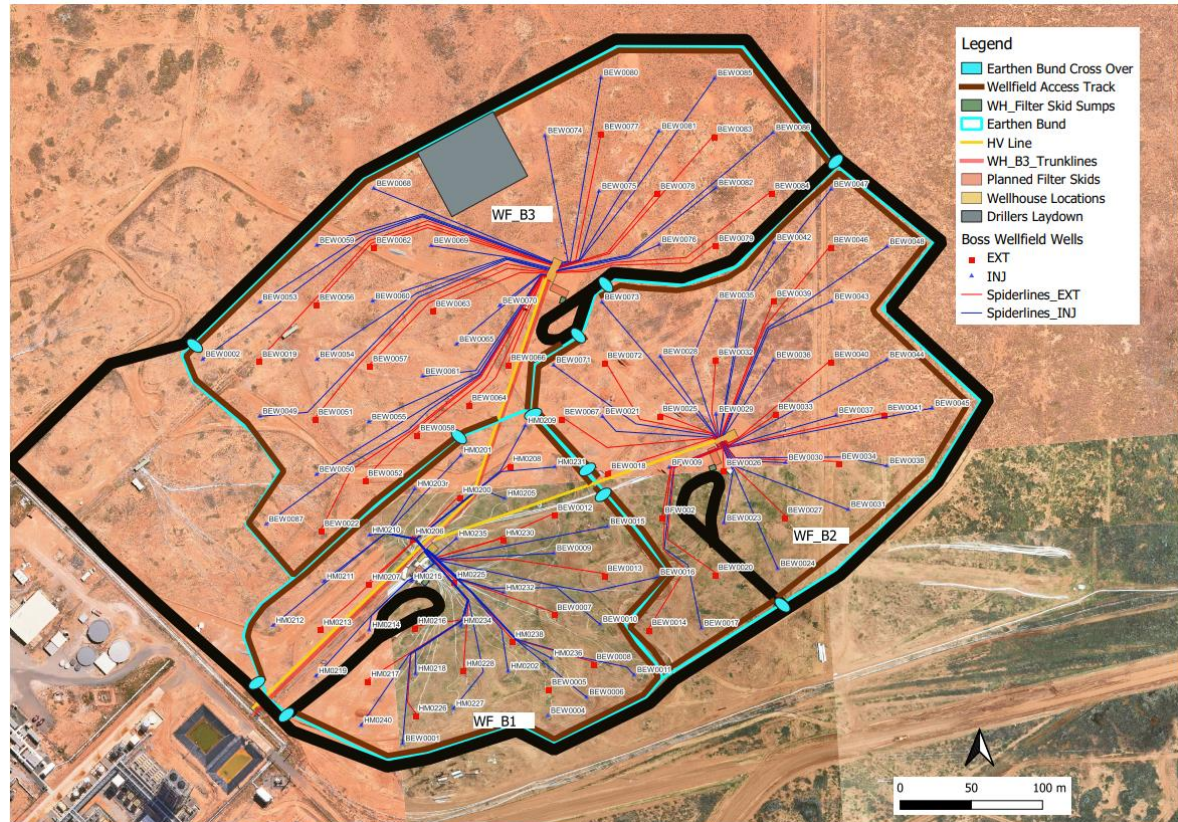 Legend
Earthen Bund Cross Over
Wellfield Access Track
WH_Filter Skid Sumps
Earthen Bund
HV Line
WH_B3_Trunklines
Planned Filter Skids
Wellhouse Locations
Drillers Laydown
Boss Wellfield Wells
EXT
INJ
Spiderlines_EXT
Spiderlines_INJ
BEW0080
BEW0085
BEW0074
BEW0077
BEW0081
BEW0083
BEW0086
BEW0068
BEW0075
BEW0078
BEW0082
BEW0084
BEW0047
WF_B3
BEW0059
BEW0062
BEW0069
BEW0076
BEW0079
BEW0042
BEW0046
BEW0048
BEW0053
BEW0056
BEW0060
BEW0063
BEW0070
BEW0073
BEW0035
BEW0039
BEW0043
BEW0002
BEW0019
BEW0054
BEW0057
BEW0065
BEW0061
BEW0066
BEW0071
BEW0072
BEW0028
BEW0032
BEW0036
BEW0040
BEW0044
BEW0049
BEW0051
BEW0055
BEW0064
BEW0058
HM0209
BEW0067
BEW0021
BEW0025
BEW0029
BEW0033
BEW0037
BEW0041
BEW0045
BEW0050
BEW0052
HM0201
HM0208
HM0231
BEW0018
BFW009
BEW0026
BEW0030
BEW0034
BEW0038
HM0203r
HM0200
HM0205
BEW0087
BEW0022
HM0210
HM0206
HM0235
HM0230
BEW0012
BEW0015
BFW002
BEW0023
BEW0027
BEW0031
WF_B2
BEW0009
HM0211
HM0207
HM0215
HM0225
HM0232
BEW0013
BEW0016
BEW0020
BEW0024
HM0212
HM0213
HM0214
HM0216
HM0234
BEW0007
BEW0010
BEW0014
BEW0017
HM0238
HM0236
HM0219
HM0217
HM0218
HM0228
HM0202
BEW0008
BEW0011
BEW0005
BEW0006
HM0240
HM0226
HM0227
BEW0004
WF_B1
BEW0001
0 50 100 m